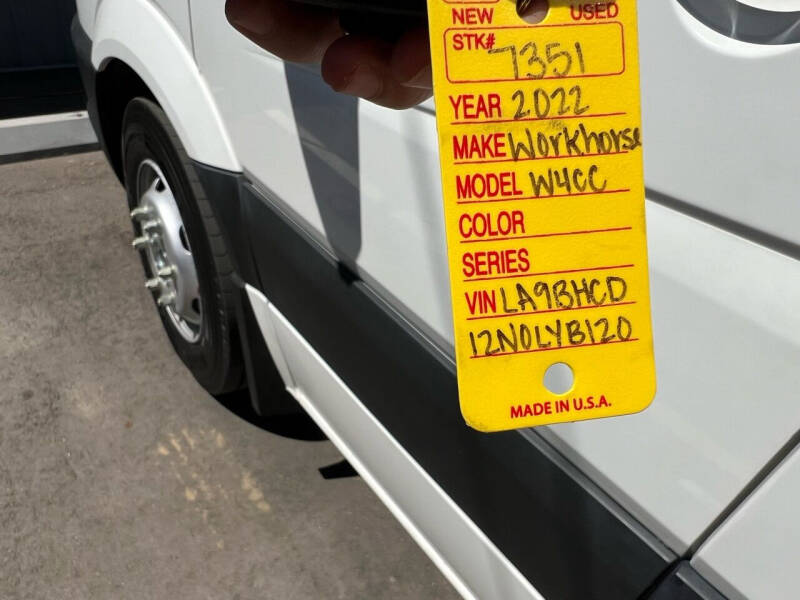 NEW USED
STK# 7351
YEAR 2022
MAKE Workhorse
MODEL W4CC
COLOR
SERIES
VIN LA9BHCD
12N0LYB120
MADE IN U.S.A.